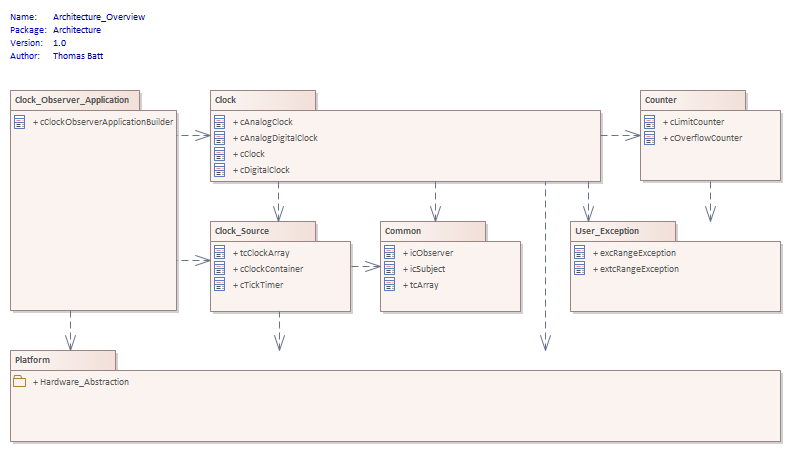 Name: Architecture_Overview
Package: Architecture
Version: 1.0
Author: Thomas Batt
Clock_Observer_Application
+ cClockObserverApplicationBuilder
Clock
+ cAnalogClock
+ cAnalogDigitalClock
+ cClock
+ cDigitalClock
Counter
+ cLimitCounter
+ cOverflowCounter
Clock_Source
+ tcClockArray
+ cClockContainer
+ cTickTimer
Common
+ icObserver
+ icSubject
+ tcArray
User_Exception
+ excRangeException
+ extcRangeException
Platform
+ Hardware_Abstraction